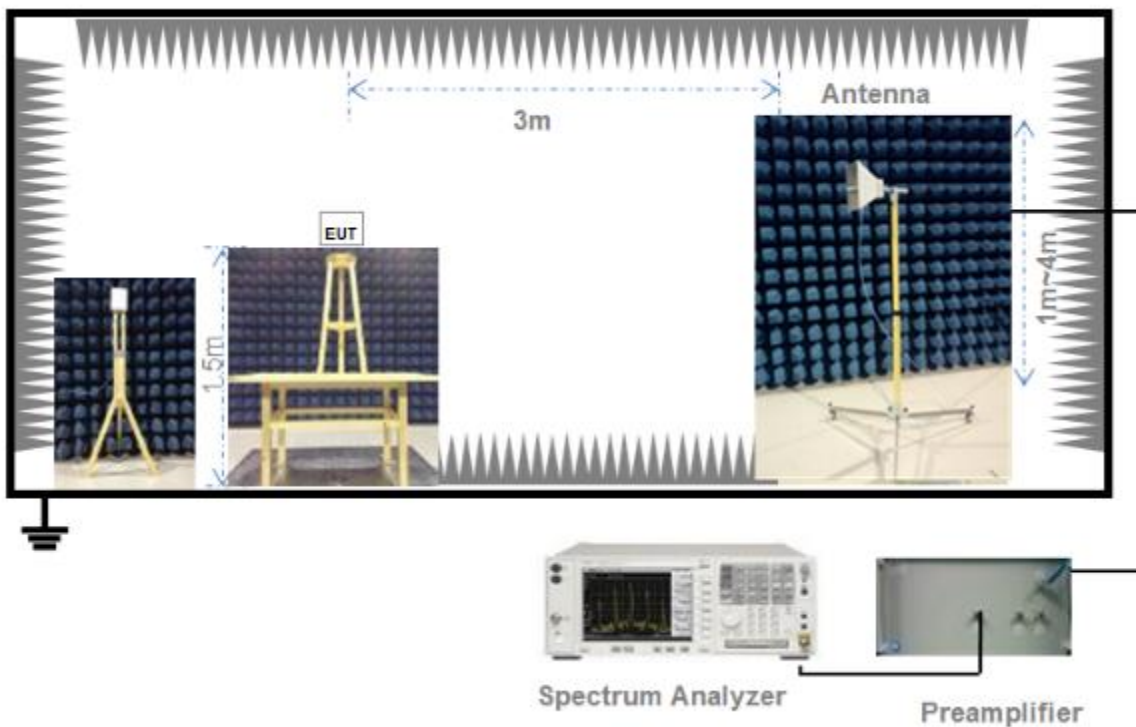 Antenna
3m
EUT
1.5m
1m~4m
Spectrum Analyzer
Preamplifier